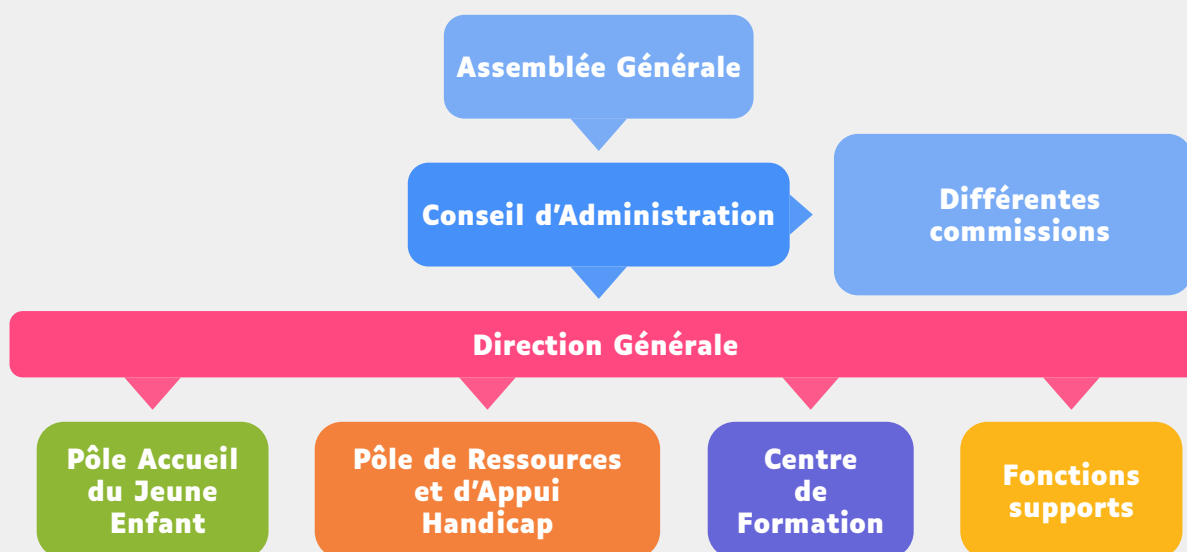 Assemblée Générale
Conseil d'Administration
Différentes
commissions
Direction Générale
Pôle Accueil
du Jeune
Enfant
Pôle de Ressources
et d'Appui
Handicap
Centre
de
Formation
Fonctions
supports